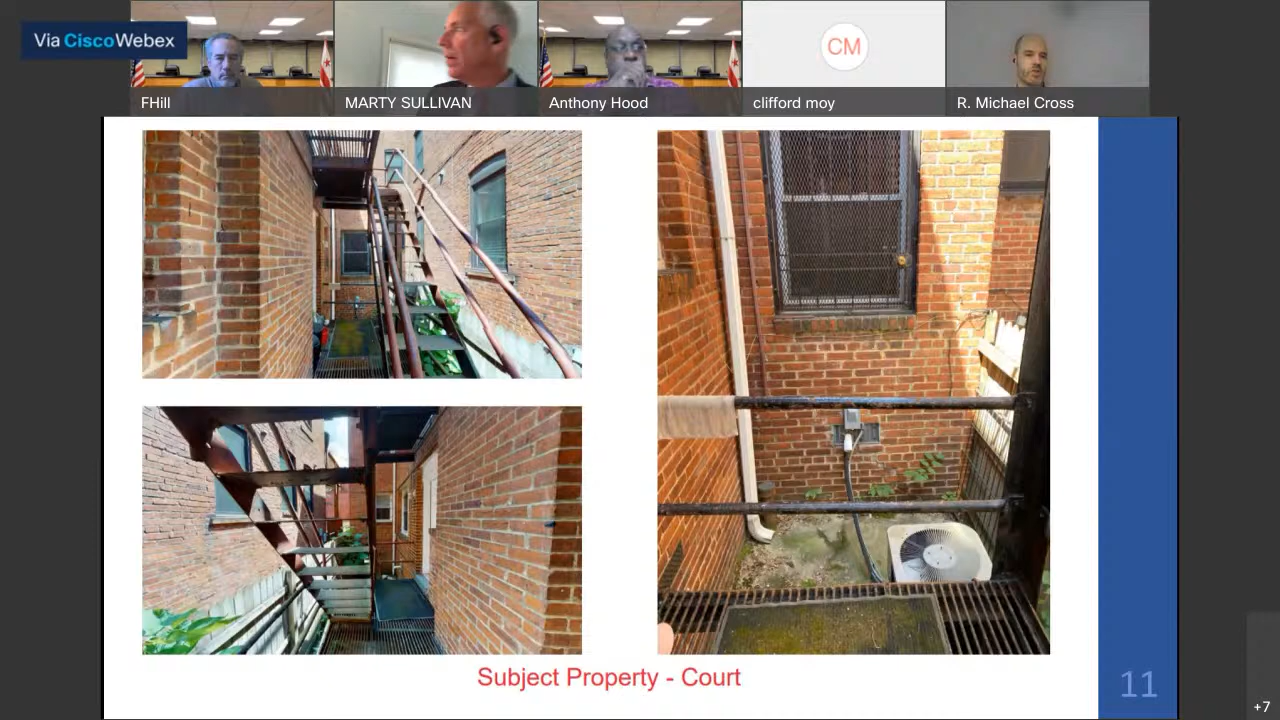 Via CiscoWebex
FHill
MARTY SULLIVAN
Anthony Hood
CM
clifford moy
R. Michael Cross
Subject Property - Court
11
+7